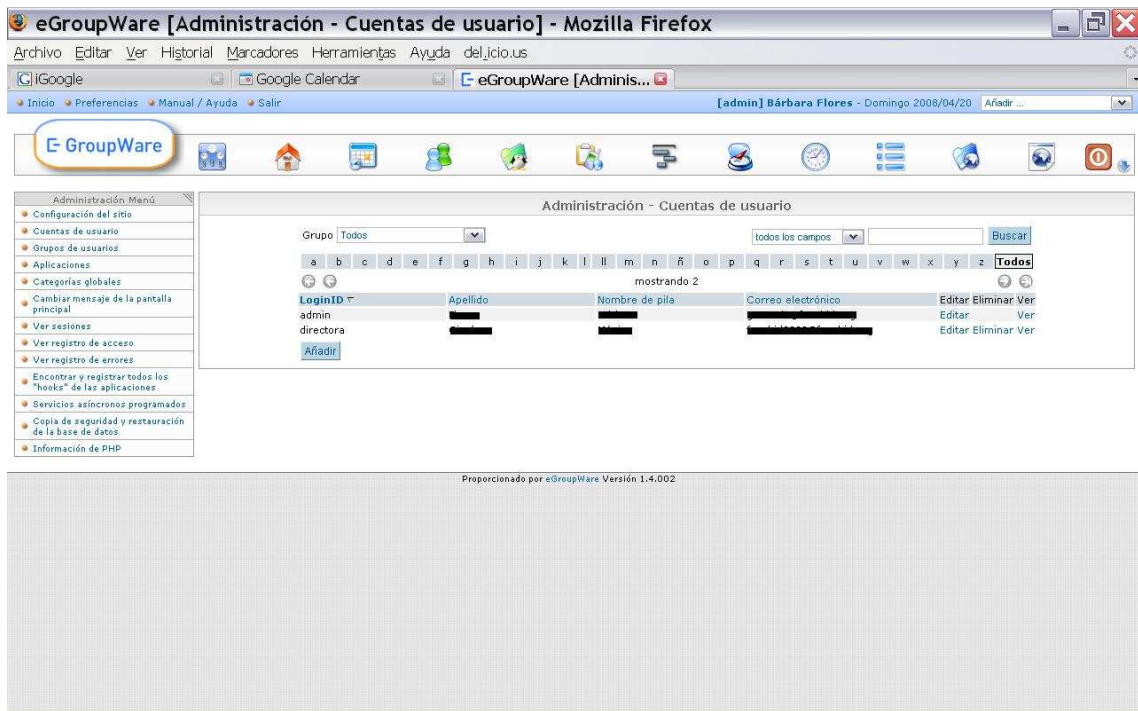 eGroupWare [Administración - Cuentas de usuario] - Mozilla Firefox
Archivo Editar Ver Historial Marcadores Herramientas Ayuda del.icio.us
iGoogle Google Calendar eGroupWare [Adminis...
Inicio Preferencias Manual / Ayuda Salir [admin] Bárbara Flores - Domingo 2008/04/20 Añadir ...
GroupWare
Administración Menú
Configuración del sitio
Cuentas de usuario
Grupos de usuarios
Aplicaciones
Categorías globales
Cambiar mensaje de la pantalla
principal
Ver sesiones
Ver registro de acceso
Ver registro de errores
Encontrar y registrar todos los
"hooks" de las aplicaciones
Servicios asíncronos programados
Copia de seguridad y restauración
de la base de datos
Información de PHP
Administración - Cuentas de usuario
Grupo Todos todos los campos Buscar
a b c d e f g h i j k l ll m n ñ o p q r s t u v w x y z Todos
mostrando 2
LoginID Apellido Nombre de pila Correo electrónico Editar Eliminar Ver
admin Editar Ver
directora Editar Eliminar Ver
Añadir
Proporcionado por eGroupWare Versión 1.4.002